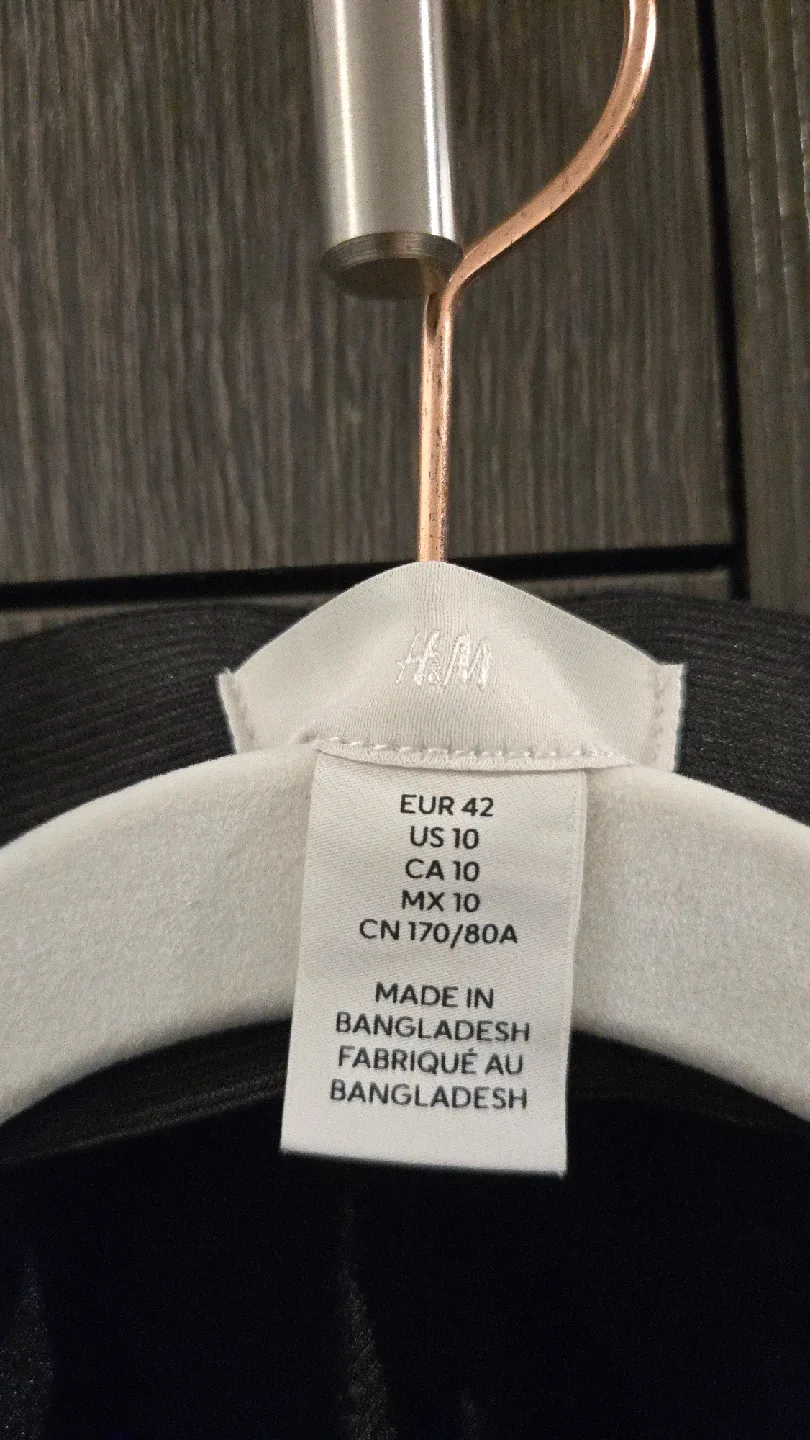 H&M
EUR 42
US 10
CA 10
MX 10
CN 170/80A
MADE IN
BANGLADESH
FABRIQUÉ AU
BANGLADESH